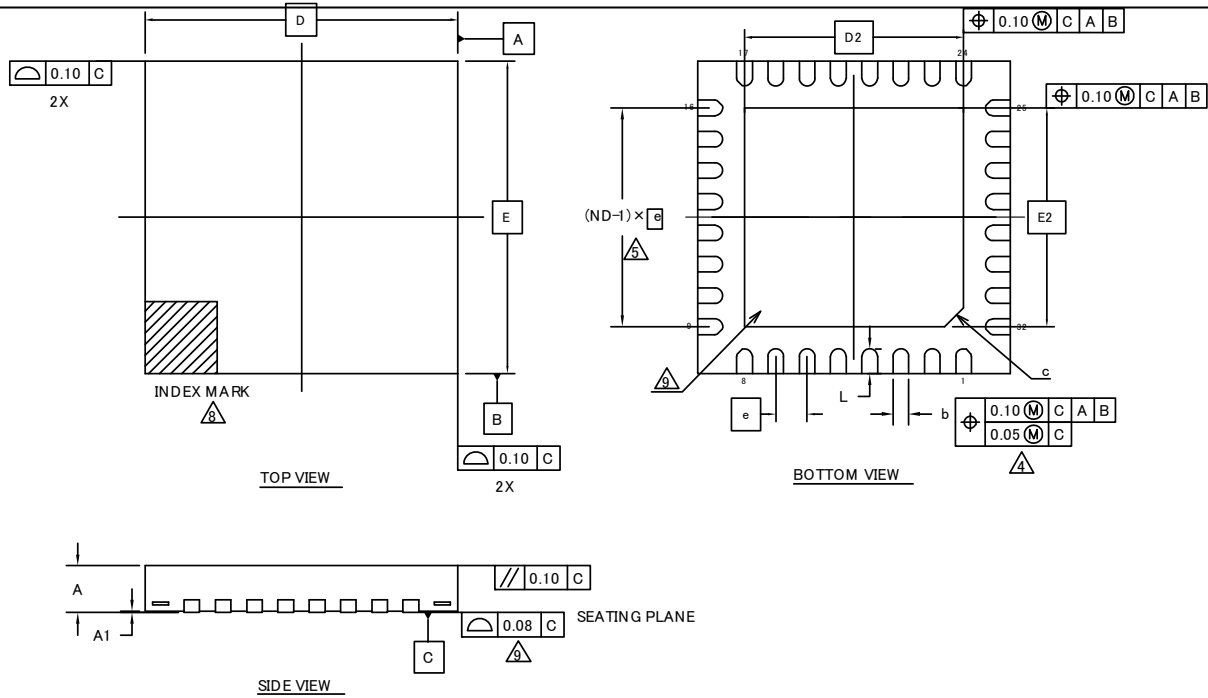 D
A
⌓ 0.10 C
2X
E
INDEX MARK
8
B
⌓ 0.10 C
2X
TOP VIEW
⌖ 0.10 Ⓜ C A B
D2
17
24
⌖ 0.10 Ⓜ C A B
16
25
(ND-1)× e
5
E2
9
32
9
8
1
c
L
e
b
⌖ 0.10 Ⓜ C A B
0.05 Ⓜ C
4
BOTTOM VIEW
A
// 0.10 C
A1
⌓ 0.08 C
SEATING PLANE
C
9
SIDE VIEW